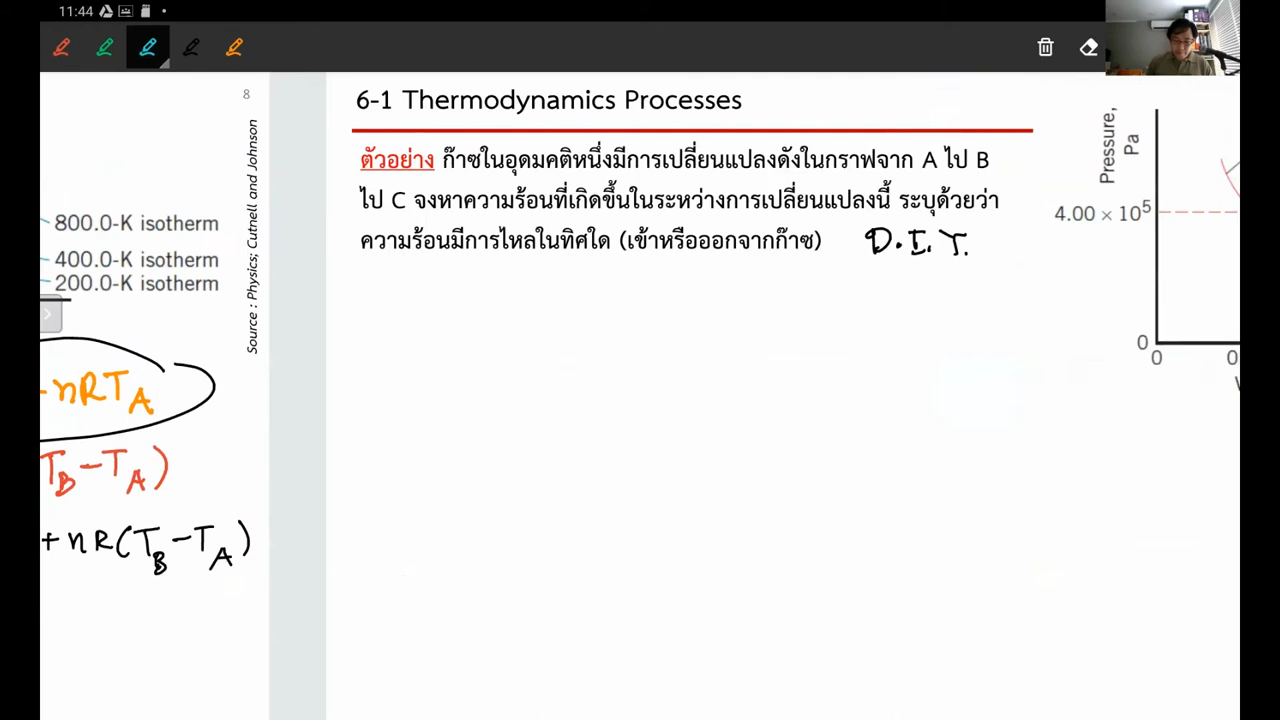 11:44
8
Source : Physics; Cutnell and Johnson
800.0-K isotherm
400.0-K isotherm
200.0-K isotherm
- nRT_A
T_B - T_A)
+ nR(T_B - T_A)
6-1 Thermodynamics Processes
ตัวอย่าง ก๊าซในอุดมคติหนึ่งมีการเปลี่ยนแปลงดังในกราฟจาก A ไป B
ไป C จงหาความร้อนที่เกิดขึ้นในระหว่างการเปลี่ยนแปลงนี้ ระบุด้วยว่า
ความร้อนมีการไหลในทิศใด (เข้าหรือออกจากก๊าซ) D.I.Y.
Pressure,
Pa
4.00 × 10⁵
0
0
0